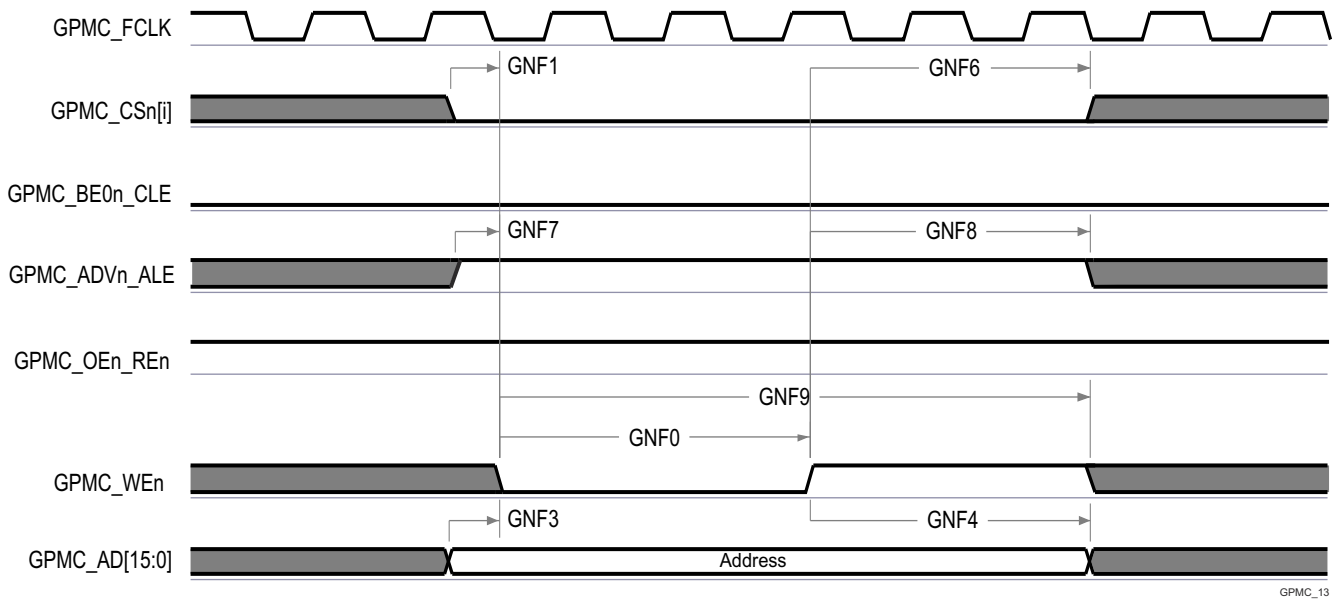 GPMC_FCLK
GNF1
GNF6
GPMC_CSn[i]
GPMC_BE0n_CLE
GNF7
GNF8
GPMC_ADVn_ALE
GPMC_OEn_REn
GNF9
GNF0
GPMC_WEn
GNF3
GNF4
GPMC_AD[15:0]
Address
GPMC_13